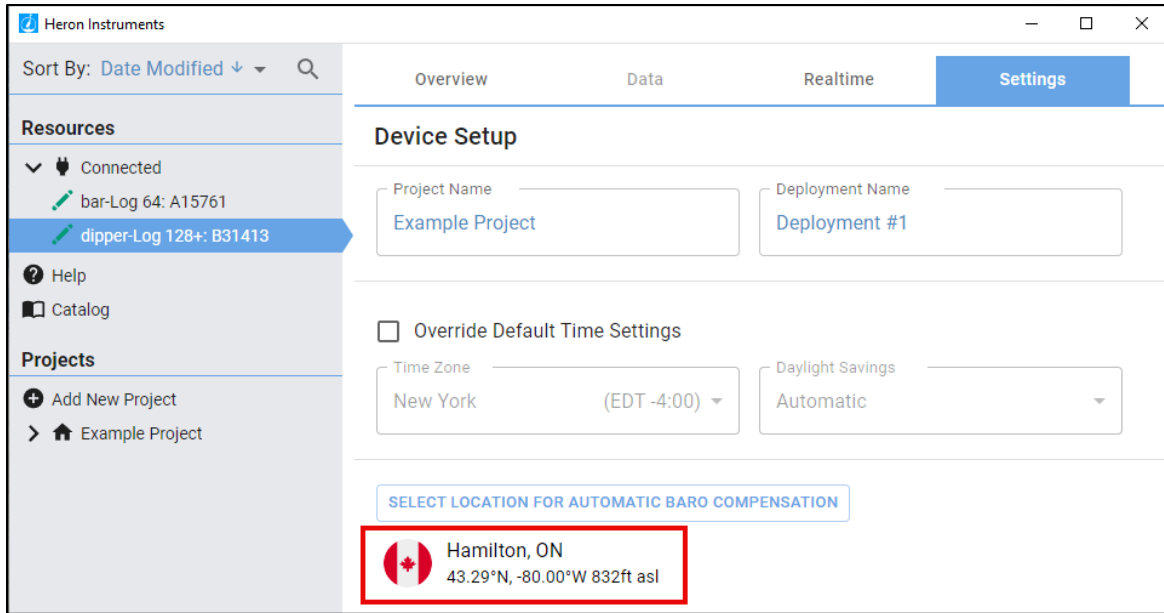 Heron Instruments
Sort By: Date Modified
Resources
Connected
bar-Log 64: A15761
dipper-Log 128+: B31413
Help
Catalog
Projects
Add New Project
Example Project
Overview Data Realtime Settings
Device Setup
Project Name
Example Project
Deployment Name
Deployment #1
Override Default Time Settings
Time Zone
New York (EDT -4:00)
Daylight Savings
Automatic
SELECT LOCATION FOR AUTOMATIC BARO COMPENSATION
Hamilton, ON
43.29°N, -80.00°W 832ft asl